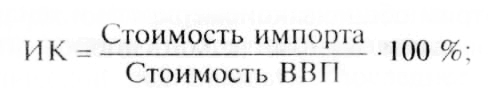 ИК = Стоимость импорта / Стоимость ВВП · 100 %;